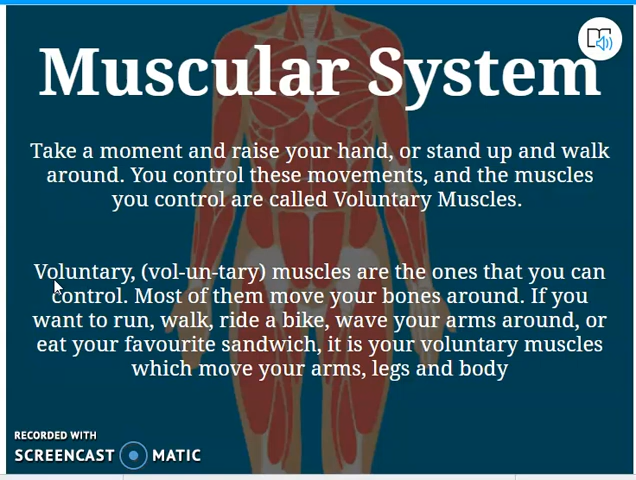 Muscular System
Take a moment and raise your hand, or stand up and walk
around. You control these movements, and the muscles
you control are called Voluntary Muscles.
Voluntary, (vol-un-tary) muscles are the ones that you can
control. Most of them move your bones around. If you
want to run, walk, ride a bike, wave your arms around, or
eat your favourite sandwich, it is your voluntary muscles
which move your arms, legs and body
RECORDED WITH
SCREENCAST MATIC